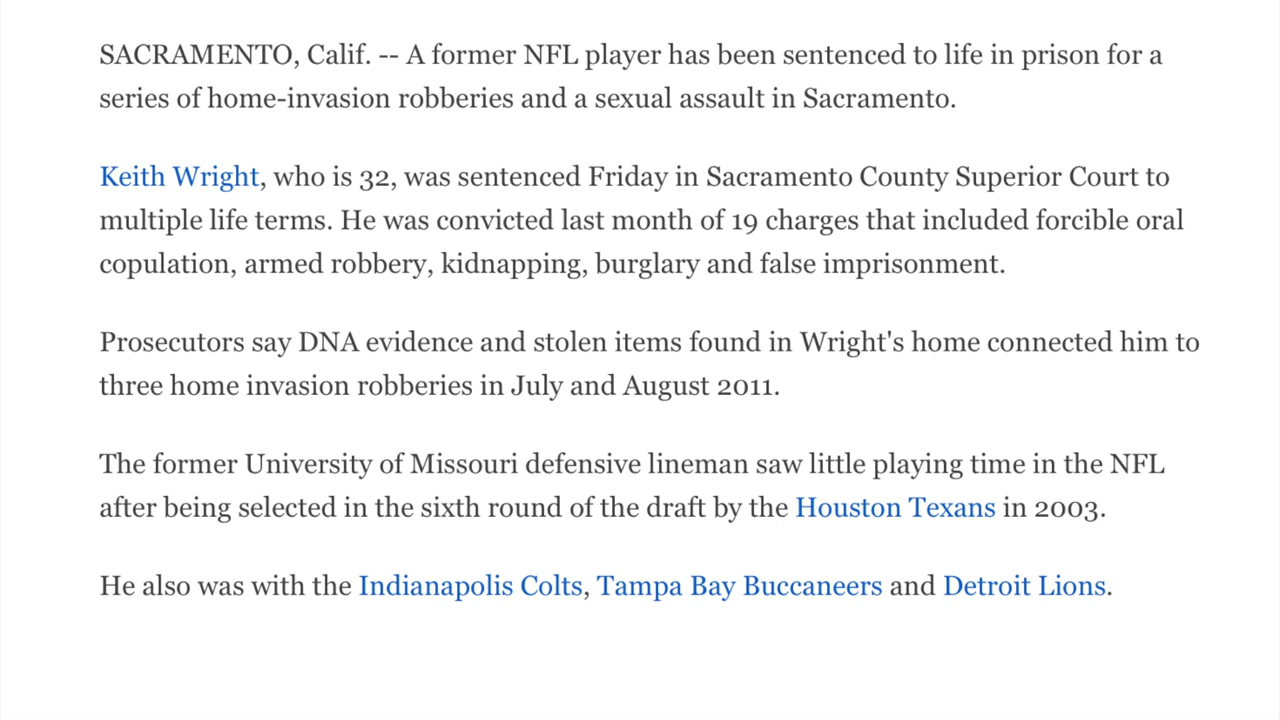 SACRAMENTO, Calif. -- A former NFL player has been sentenced to life in prison for a
series of home-invasion robberies and a sexual assault in Sacramento.
Keith Wright, who is 32, was sentenced Friday in Sacramento County Superior Court to
multiple life terms. He was convicted last month of 19 charges that included forcible oral
copulation, armed robbery, kidnapping, burglary and false imprisonment.
Prosecutors say DNA evidence and stolen items found in Wright's home connected him to
three home invasion robberies in July and August 2011.
The former University of Missouri defensive lineman saw little playing time in the NFL
after being selected in the sixth round of the draft by the Houston Texans in 2003.
He also was with the Indianapolis Colts, Tampa Bay Buccaneers and Detroit Lions.